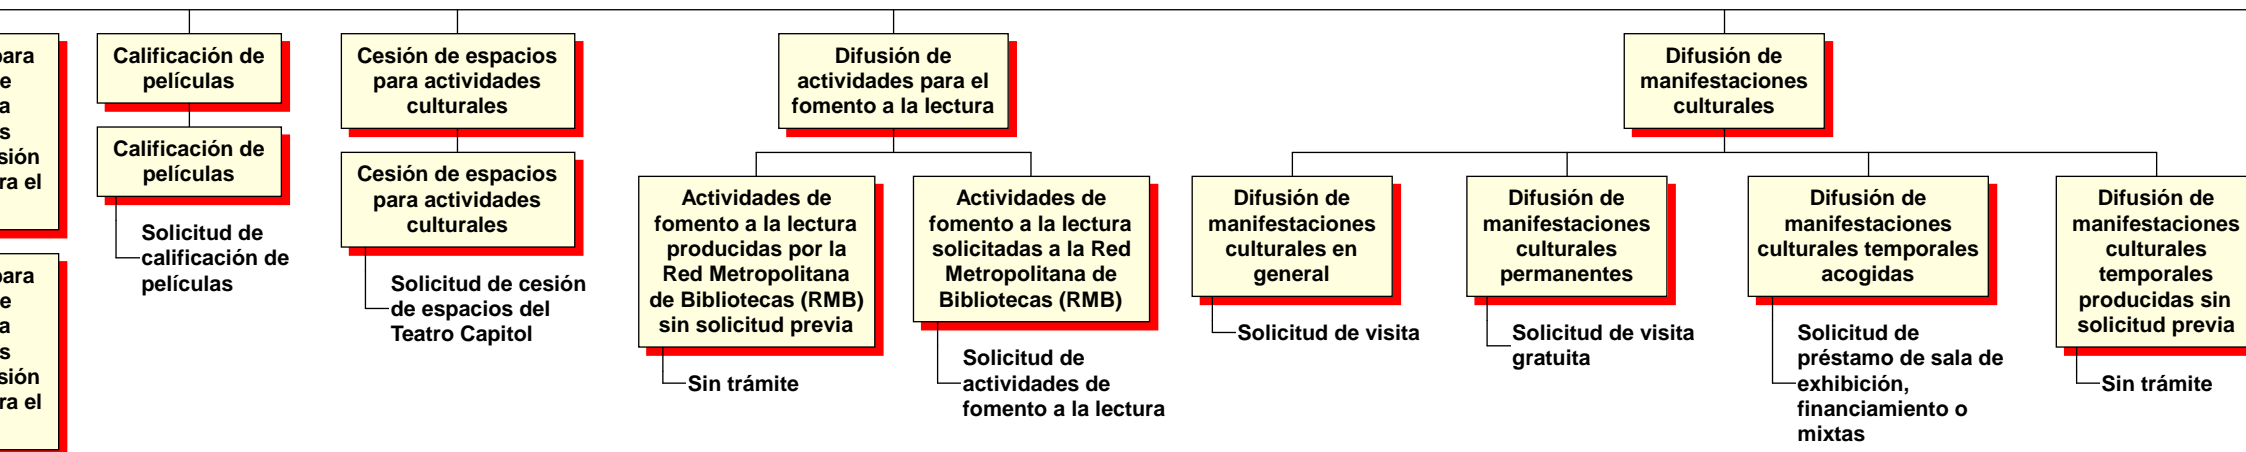 Calificación de
películas
Calificación de
películas
Solicitud de
calificación de
películas
Cesión de espacios
para actividades
culturales
Cesión de espacios
para actividades
culturales
Solicitud de cesión
de espacios del
Teatro Capitol
Difusión de
actividades para el
fomento a la lectura
Actividades de
fomento a la lectura
producidas por la
Red Metropolitana
de Bibliotecas (RMB)
sin solicitud previa
Sin trámite
Actividades de
fomento a la lectura
solicitadas a la Red
Metropolitana de
Bibliotecas (RMB)
Solicitud de
actividades de
fomento a la lectura
Difusión de
manifestaciones
culturales
Difusión de
manifestaciones
culturales en
general
Solicitud de visita
Difusión de
manifestaciones
culturales
permanentes
Solicitud de visita
gratuita
Difusión de
manifestaciones
culturales temporales
acogidas
Solicitud de
préstamo de sala de
exhibición,
financiamiento o
mixtas
Difusión de
manifestaciones
culturales
temporales
producidas sin
solicitud previa
Sin trámite